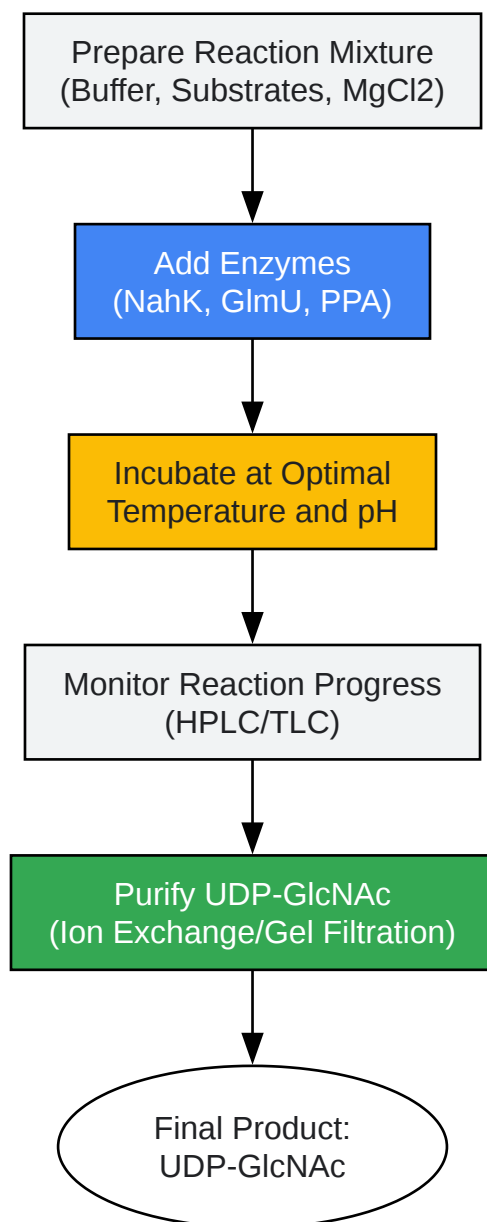 Prepare Reaction Mixture
(Buffer, Substrates, MgCl2)
Add Enzymes
(NahK, GlmU, PPA)
Incubate at Optimal
Temperature and pH
Monitor Reaction Progress
(HPLC/TLC)
Purify UDP-GlcNAc
(Ion Exchange/Gel Filtration)
Final Product:
UDP-GlcNAc